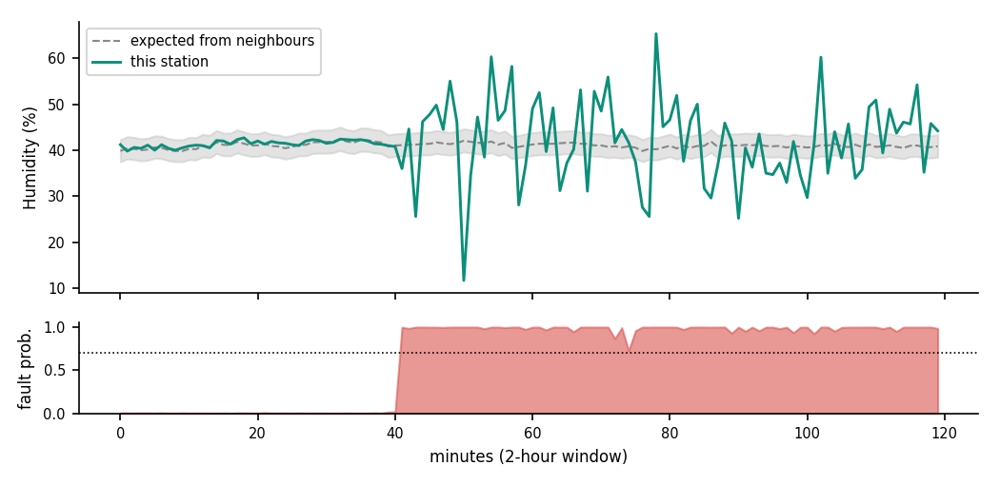 expected from neighbours
this station
Humidity (%)
60
50
40
30
20
10
fault prob.
1.0
0.5
0.0
0 20 40 60 80 100 120
minutes (2-hour window)